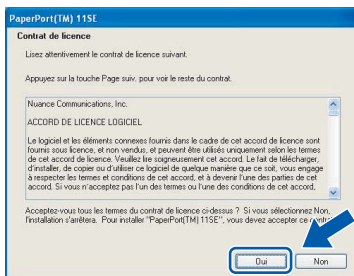 PaperPort(TM) 11SE
Contrat de licence
Lisez attentivement le contrat de licence suivant.
Appuyez sur la touche Page suiv. pour voir le reste du contrat.
Nuance Communications, Inc.
ACCORD DE LICENCE LOGICIEL
Le logiciel et les éléments connexes fournis dans le cadre de cet accord de licence sont
fournis sous licence, et non vendus, et peuvent être utilisés uniquement selon les termes
de cet accord de licence. Veuillez lire soigneusement cet accord. Le fait de télécharger,
d'installer, de copier ou d'utiliser ce logiciel de quelque manière que ce soit, vous engage
à respecter les termes et conditions de cet accord, et à devenir l'une des parties de cet
accord. Si vous n'acceptez pas l'un des termes ou l'une des conditions de cet accord,
Acceptez-vous tous les termes du contrat de licence ci-dessus ? Si vous sélectionnez Non,
l'installation s'arrêtera. Pour installer "PaperPort(TM) 11SE", vous devez accepter ce
Oui
Non